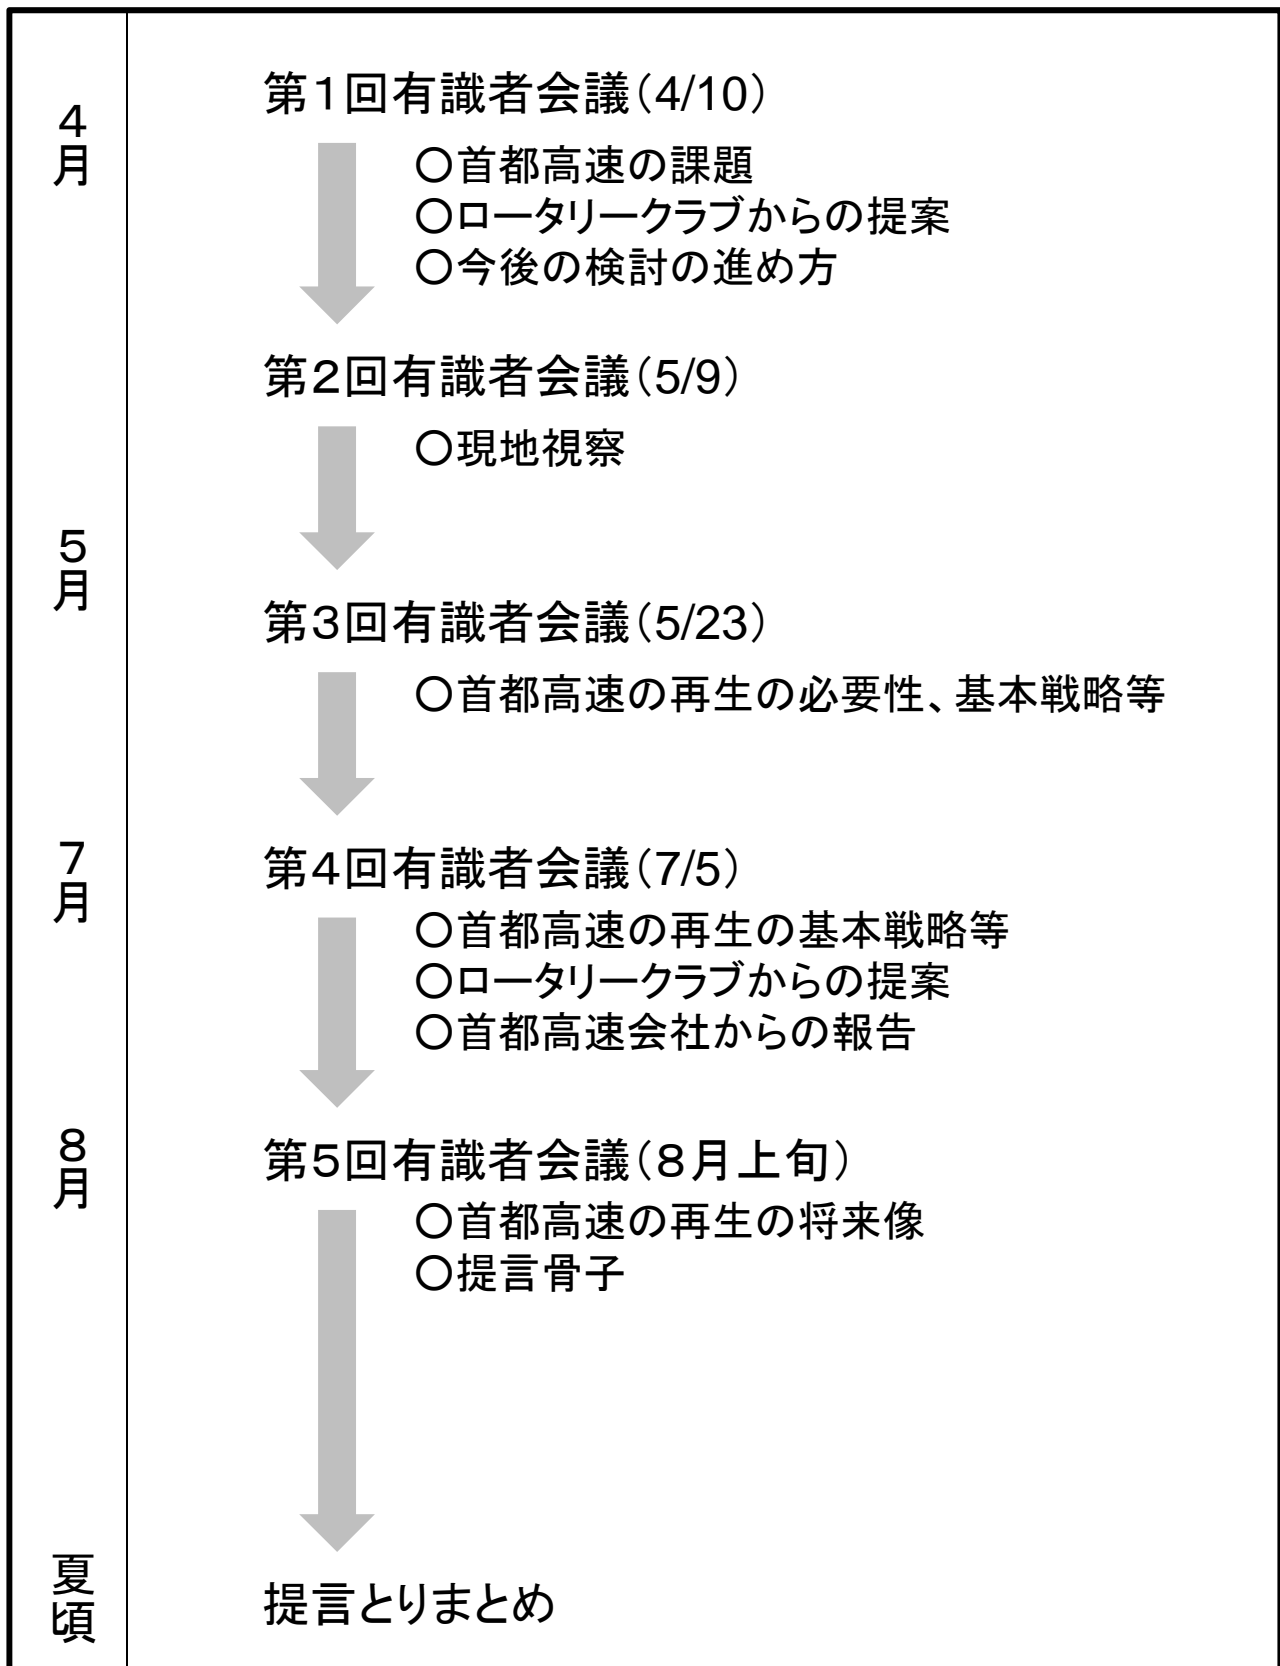 ４月
第１回有識者会議（4/10）
○首都高速の課題
○ロータリークラブからの提案
○今後の検討の進め方
第２回有識者会議（5/9）
○現地視察
５月
第３回有識者会議（5/23）
○首都高速の再生の必要性、基本戦略等
７月
第４回有識者会議（7/5）
○首都高速の再生の基本戦略等
○ロータリークラブからの提案
○首都高速会社からの報告
８月
第５回有識者会議（８月上旬）
○首都高速の再生の将来像
○提言骨子
夏頃
提言とりまとめ